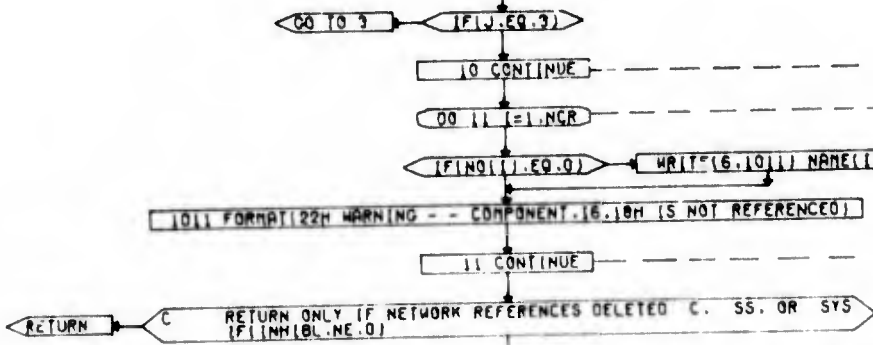 GO TO 3
IF(J.EQ.3)
10 CONTINUE
DO 11 I=1,NCR
IF(NO(I).EQ.0)
WRITE(6,1011) NAME(I
1011 FORMAT(22H WARNING - - COMPONENT,I6,18H IS NOT REFERENCED)
11 CONTINUE
C RETURN ONLY IF NETWORK REFERENCES DELETED C, SS, OR SYS
IF(INHIBL.NE.0)
RETURN